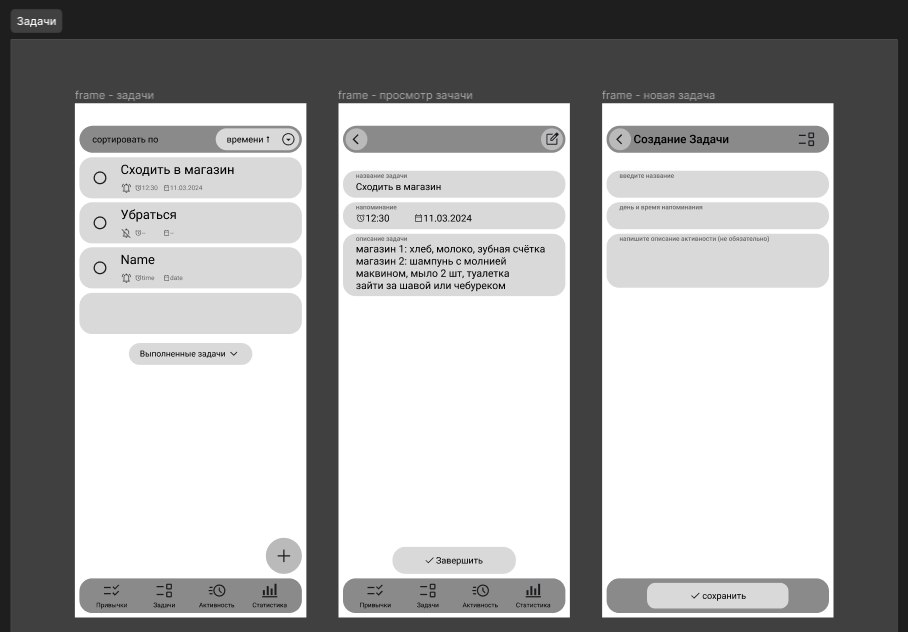 Задачи
frame - задачи
сортировать по
времени ↑
Сходить в магазин
12:30 11.03.2024
Убраться
-- --
Name
time date
Выполненные задачи
Привычки Задачи Активность Статистика
frame - просмотр зачачи
название задачи
Сходить в магазин
напоминание
12:30 11.03.2024
описание задачи
магазин 1: хлеб, молоко, зубная счётка
магазин 2: шампунь с молнией
маквином, мыло 2 шт, туалетка
зайти за шавой или чебуреком
Завершить
Привычки Задачи Активность Статистика
frame - новая задача
Создание Задачи
введите название
день и время напоминания
напишите описание активности (не обязательно)
сохранить